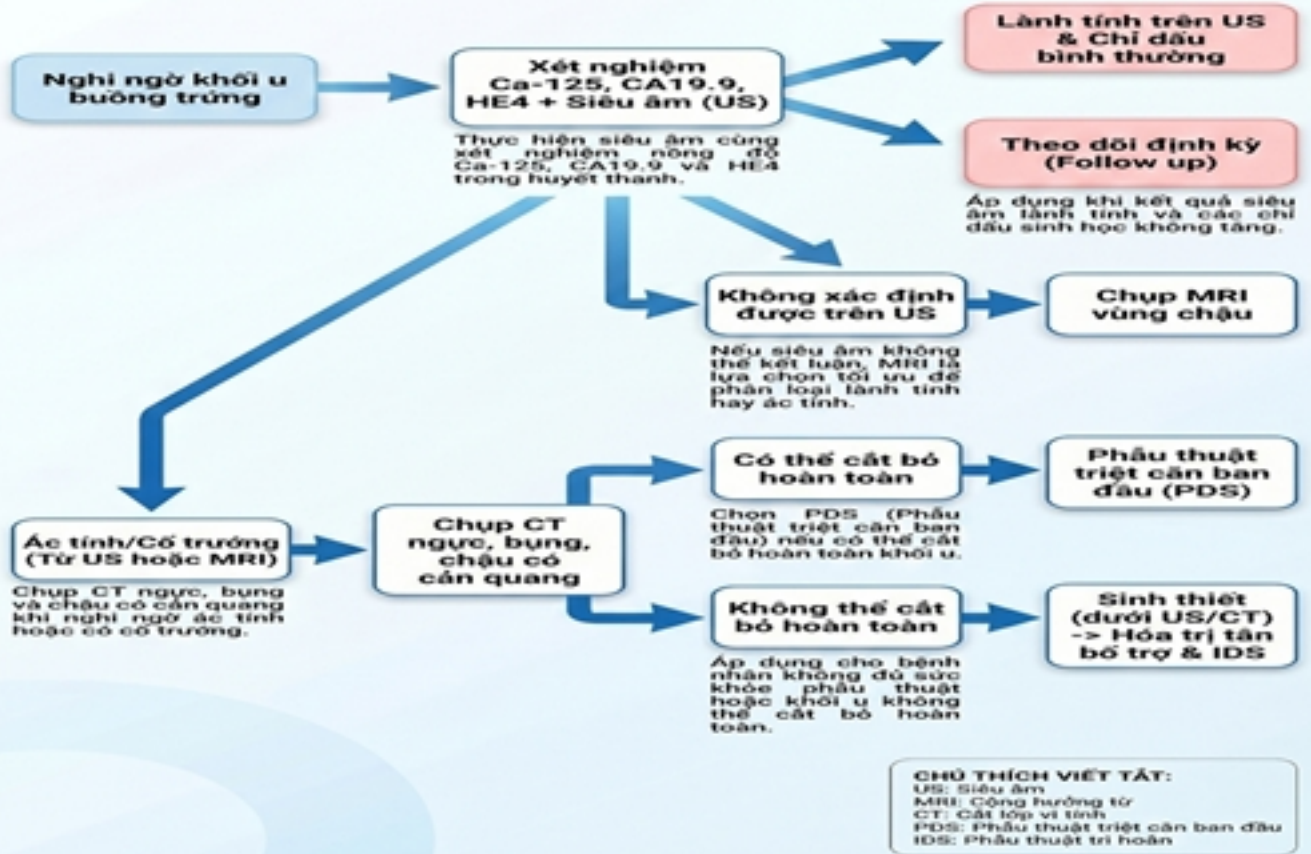 Nghi ngờ khối u
buồng trứng
Xét nghiệm
Ca-125, CA19.9,
HE4 + Siêu âm (US)
Thực hiện siêu âm cùng
xét nghiệm nồng độ
Ca-125, CA19.9 và HE4
trong huyết thanh.
Lành tính trên US
& Chỉ dấu
bình thường
Theo dõi định kỳ
(Follow up)
Áp dụng khi kết quả siêu
âm lành tính và các chỉ
dấu sinh học không tăng.
Không xác định
được trên US
Nếu siêu âm không
thể kết luận, MRI là
lựa chọn tối ưu để
phân loại lành tính
hay ác tính.
Chụp MRI
vùng chậu
Ác tính/Cổ trướng
(Từ US hoặc MRI)
Chụp CT ngực, bụng
và chậu có cản quang
khi nghi ngờ ác tính
hoặc có cổ trướng.
Chụp CT
ngực, bụng,
chậu có
cản quang
Có thể cắt bỏ
hoàn toàn
Chọn PDS (Phẫu
thuật triệt căn ban
đầu) nếu có thể cắt
bỏ hoàn toàn khối u.
Phẫu thuật
triệt căn ban
đầu (PDS)
Không thể cắt
bỏ hoàn toàn
Áp dụng cho bệnh
nhân không đủ sức
khỏe phẫu thuật
hoặc khối u không
thể cắt bỏ hoàn
toàn.
Sinh thiết
(dưới US/CT)
-> Hóa trị tân
bổ trợ & IDS
CHÚ THÍCH VIẾT TẮT:
US: Siêu âm
MRI: Cộng hưởng từ
CT: Cắt lớp vi tính
PDS: Phẫu thuật triệt căn ban đầu
IDS: Phẫu thuật trì hoãn